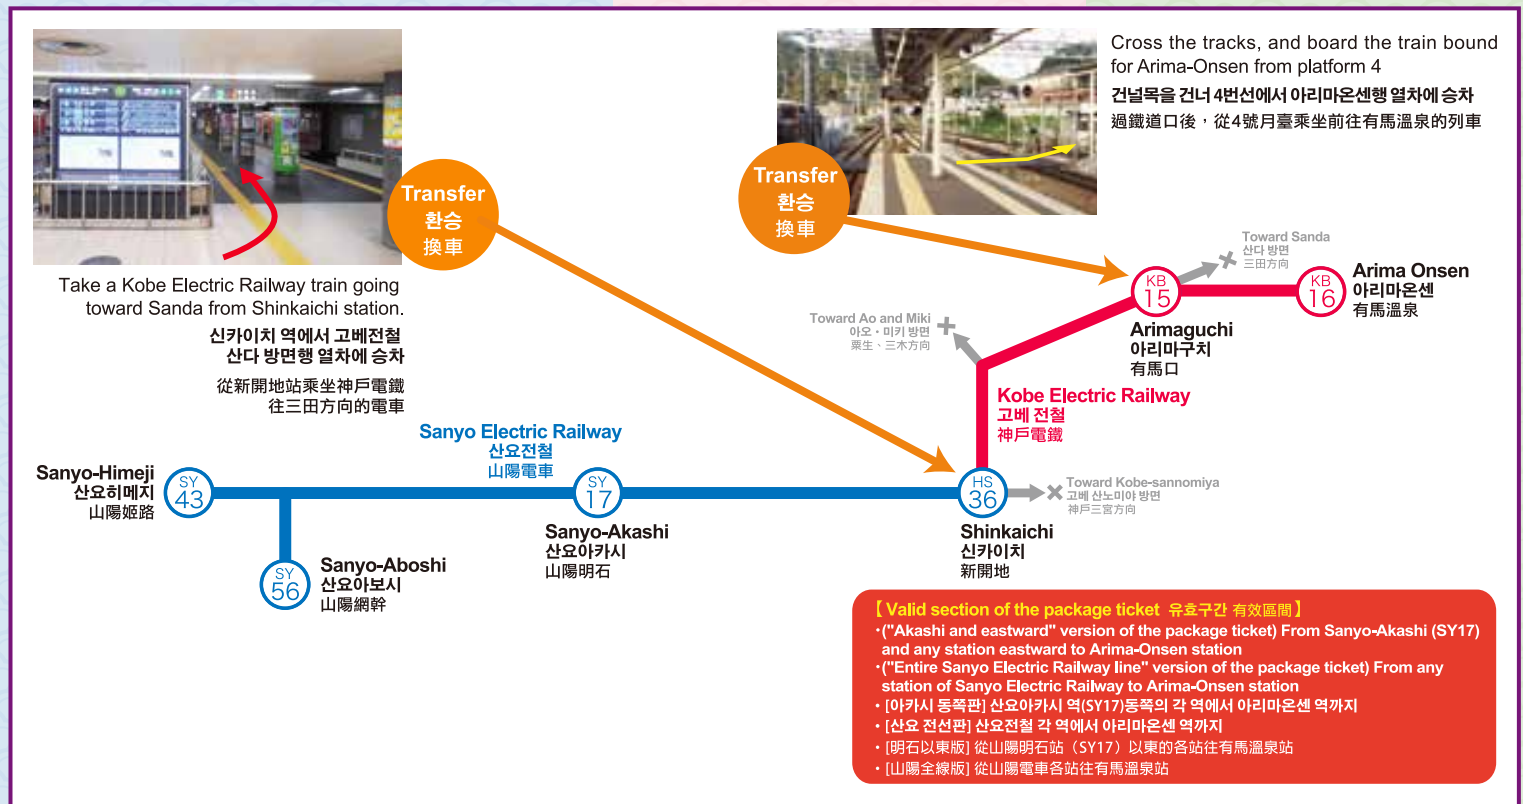 Cross the tracks, and board the train bound
for Arima-Onsen from platform 4
건널목을 건너 4번선에서 아리마온센행 열차에 승차
過鐵道口後，從4號月臺乘坐前往有馬溫泉的列車
Transfer
환승
換車
Transfer
환승
換車
Take a Kobe Electric Railway train going
toward Sanda from Shinkaichi station.
신카이치 역에서 고베전철
산다 방면행 열차에 승차
從新開地站乘坐神戶電鐵
往三田方向的電車
Toward Sanda
산다 방면
三田方向
KB
15
Arimaguchi
아리마구치
有馬口
KB
16
Arima Onsen
아리마온센
有馬溫泉
Toward Ao and Miki
아오・미키 방면
粟生、三木方向
Kobe Electric Railway
고베 전철
神戶電鐵
Sanyo Electric Railway
산요전철
山陽電車
Sanyo-Himeji
산요히메지
山陽姬路
SY
43
SY
56
Sanyo-Aboshi
산요아보시
山陽網幹
SY
17
Sanyo-Akashi
산요아카시
山陽明石
HS
36
Shinkaichi
신카이치
新開地
Toward Kobe-sannomiya
고베 산노미야 방면
神戶三宮方向
【Valid section of the package ticket 유효구간 有效區間】
・("Akashi and eastward" version of the package ticket) From Sanyo-Akashi (SY17)
and any station eastward to Arima-Onsen station
・("Entire Sanyo Electric Railway line" version of the package ticket) From any
station of Sanyo Electric Railway to Arima-Onsen station
・[아카시 동쪽판] 산요아카시 역(SY17)동쪽의 각 역에서 아리마온센 역까지
・[산요 전선판] 산요전철 각 역에서 아리마온센 역까지
・[明石以東版] 從山陽明石站（SY17）以東的各站往有馬溫泉站
・[山陽全線版] 從山陽電車各站往有馬溫泉站